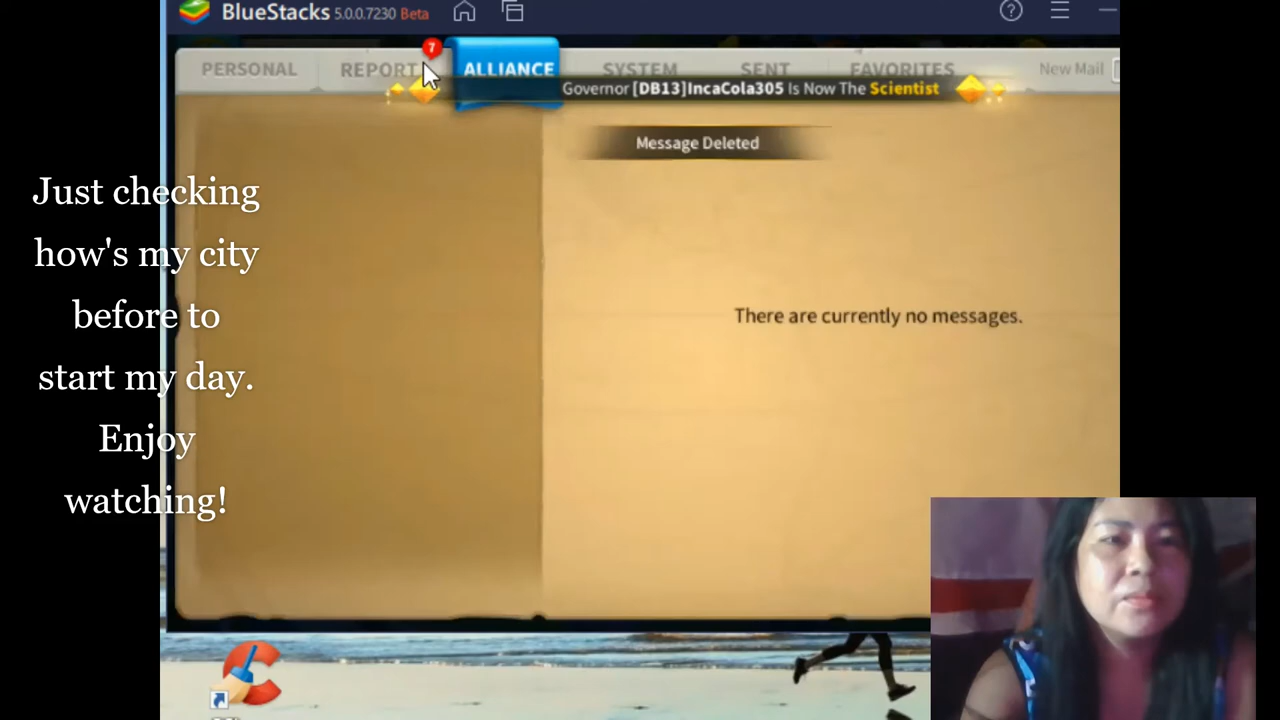 BlueStacks 5.0.0.7230 Beta
7
PERSONAL REPORT ALLIANCE SYSTEM SENT FAVORITES New Mail
Governor [DB13]IncaCola305 Is Now The Scientist
Message Deleted
Just checking
how's my city
before to
start my day.
Enjoy
watching!
There are currently no messages.